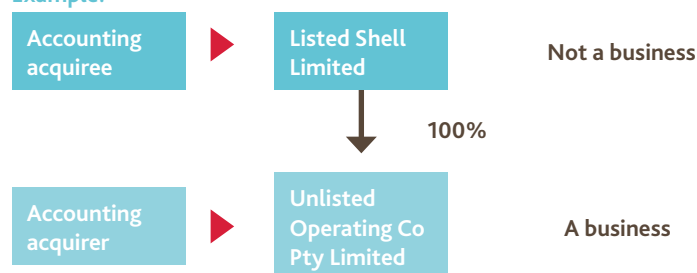 Example:
Accounting
acquiree
Listed Shell
Limited
Not a business
100%
Accounting
acquirer
Unlisted
Operating Co
Pty Limited
A business